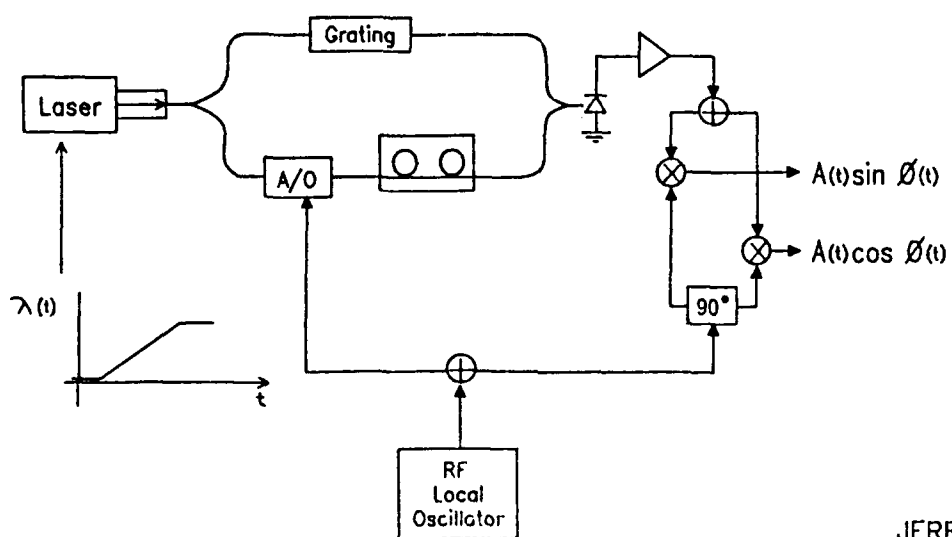 Grating
Laser
A/O
A(t)sin Ø(t)
A(t)cos Ø(t)
90°
λ(t)
t
RF
Local
Oscillator